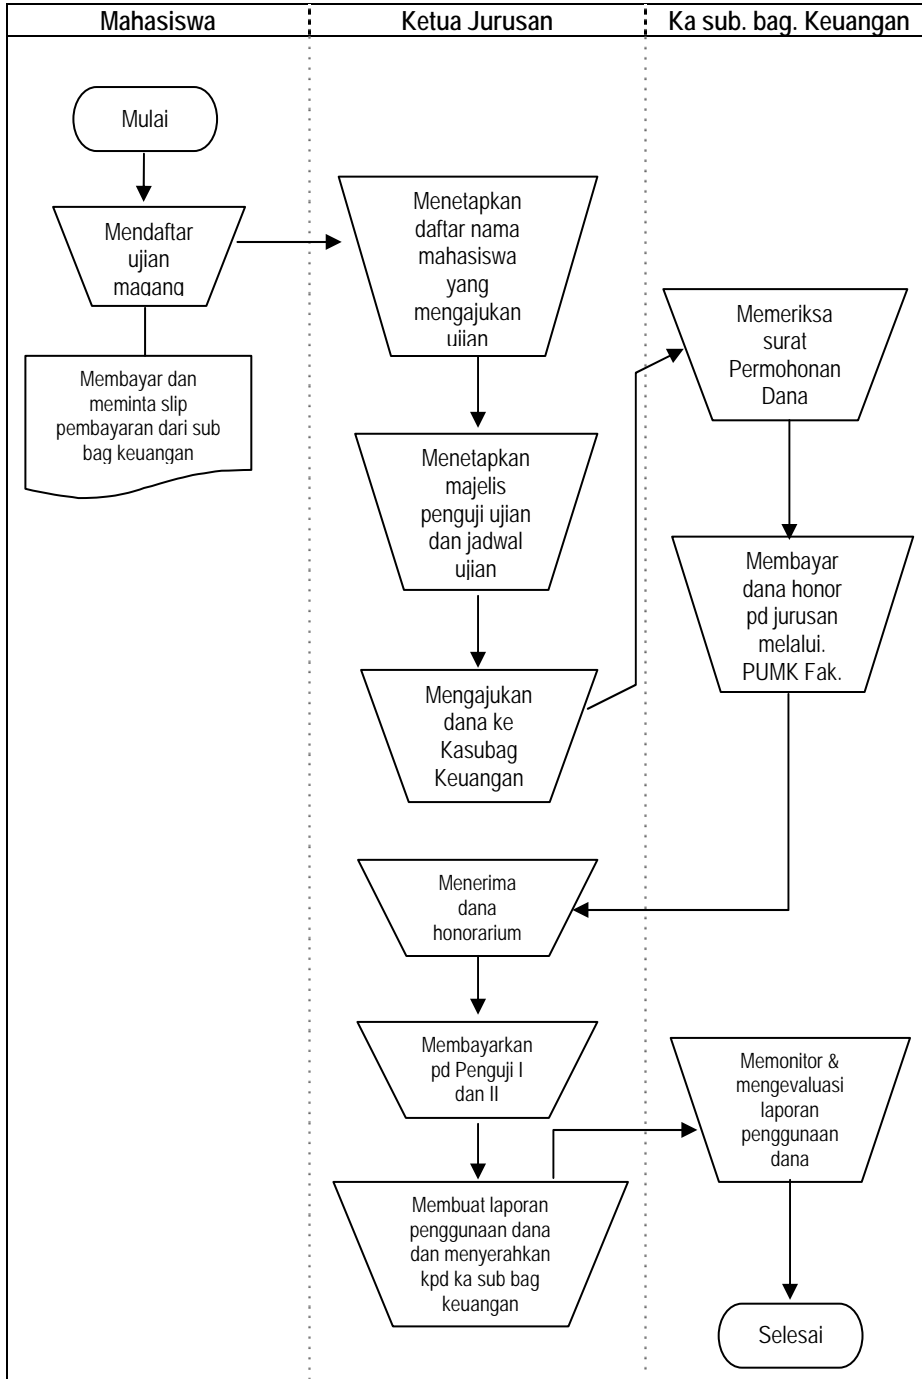 Mahasiswa
Ketua Jurusan
Ka sub. bag. Keuangan
Mulai
Mendaftar
ujian
magang
Membayar dan
meminta slip
pembayaran dari sub
bag keuangan
Menetapkan
daftar nama
mahasiswa
yang
mengajukan
ujian
Menetapkan
majelis
penguji ujian
dan jadwal
ujian
Mengajukan
dana ke
Kasubag
Keuangan
Memeriksa
surat
Permohonan
Dana
Membayar
dana honor
pd jurusan
melalui.
PUMK Fak.
Menerima
dana
honorarium
Membayarkan
pd Penguji I
dan II
Membuat laporan
penggunaan dana
dan menyerahkan
kpd ka sub bag
keuangan
Memonitor &
mengevaluasi
laporan
penggunaan
dana
Selesai